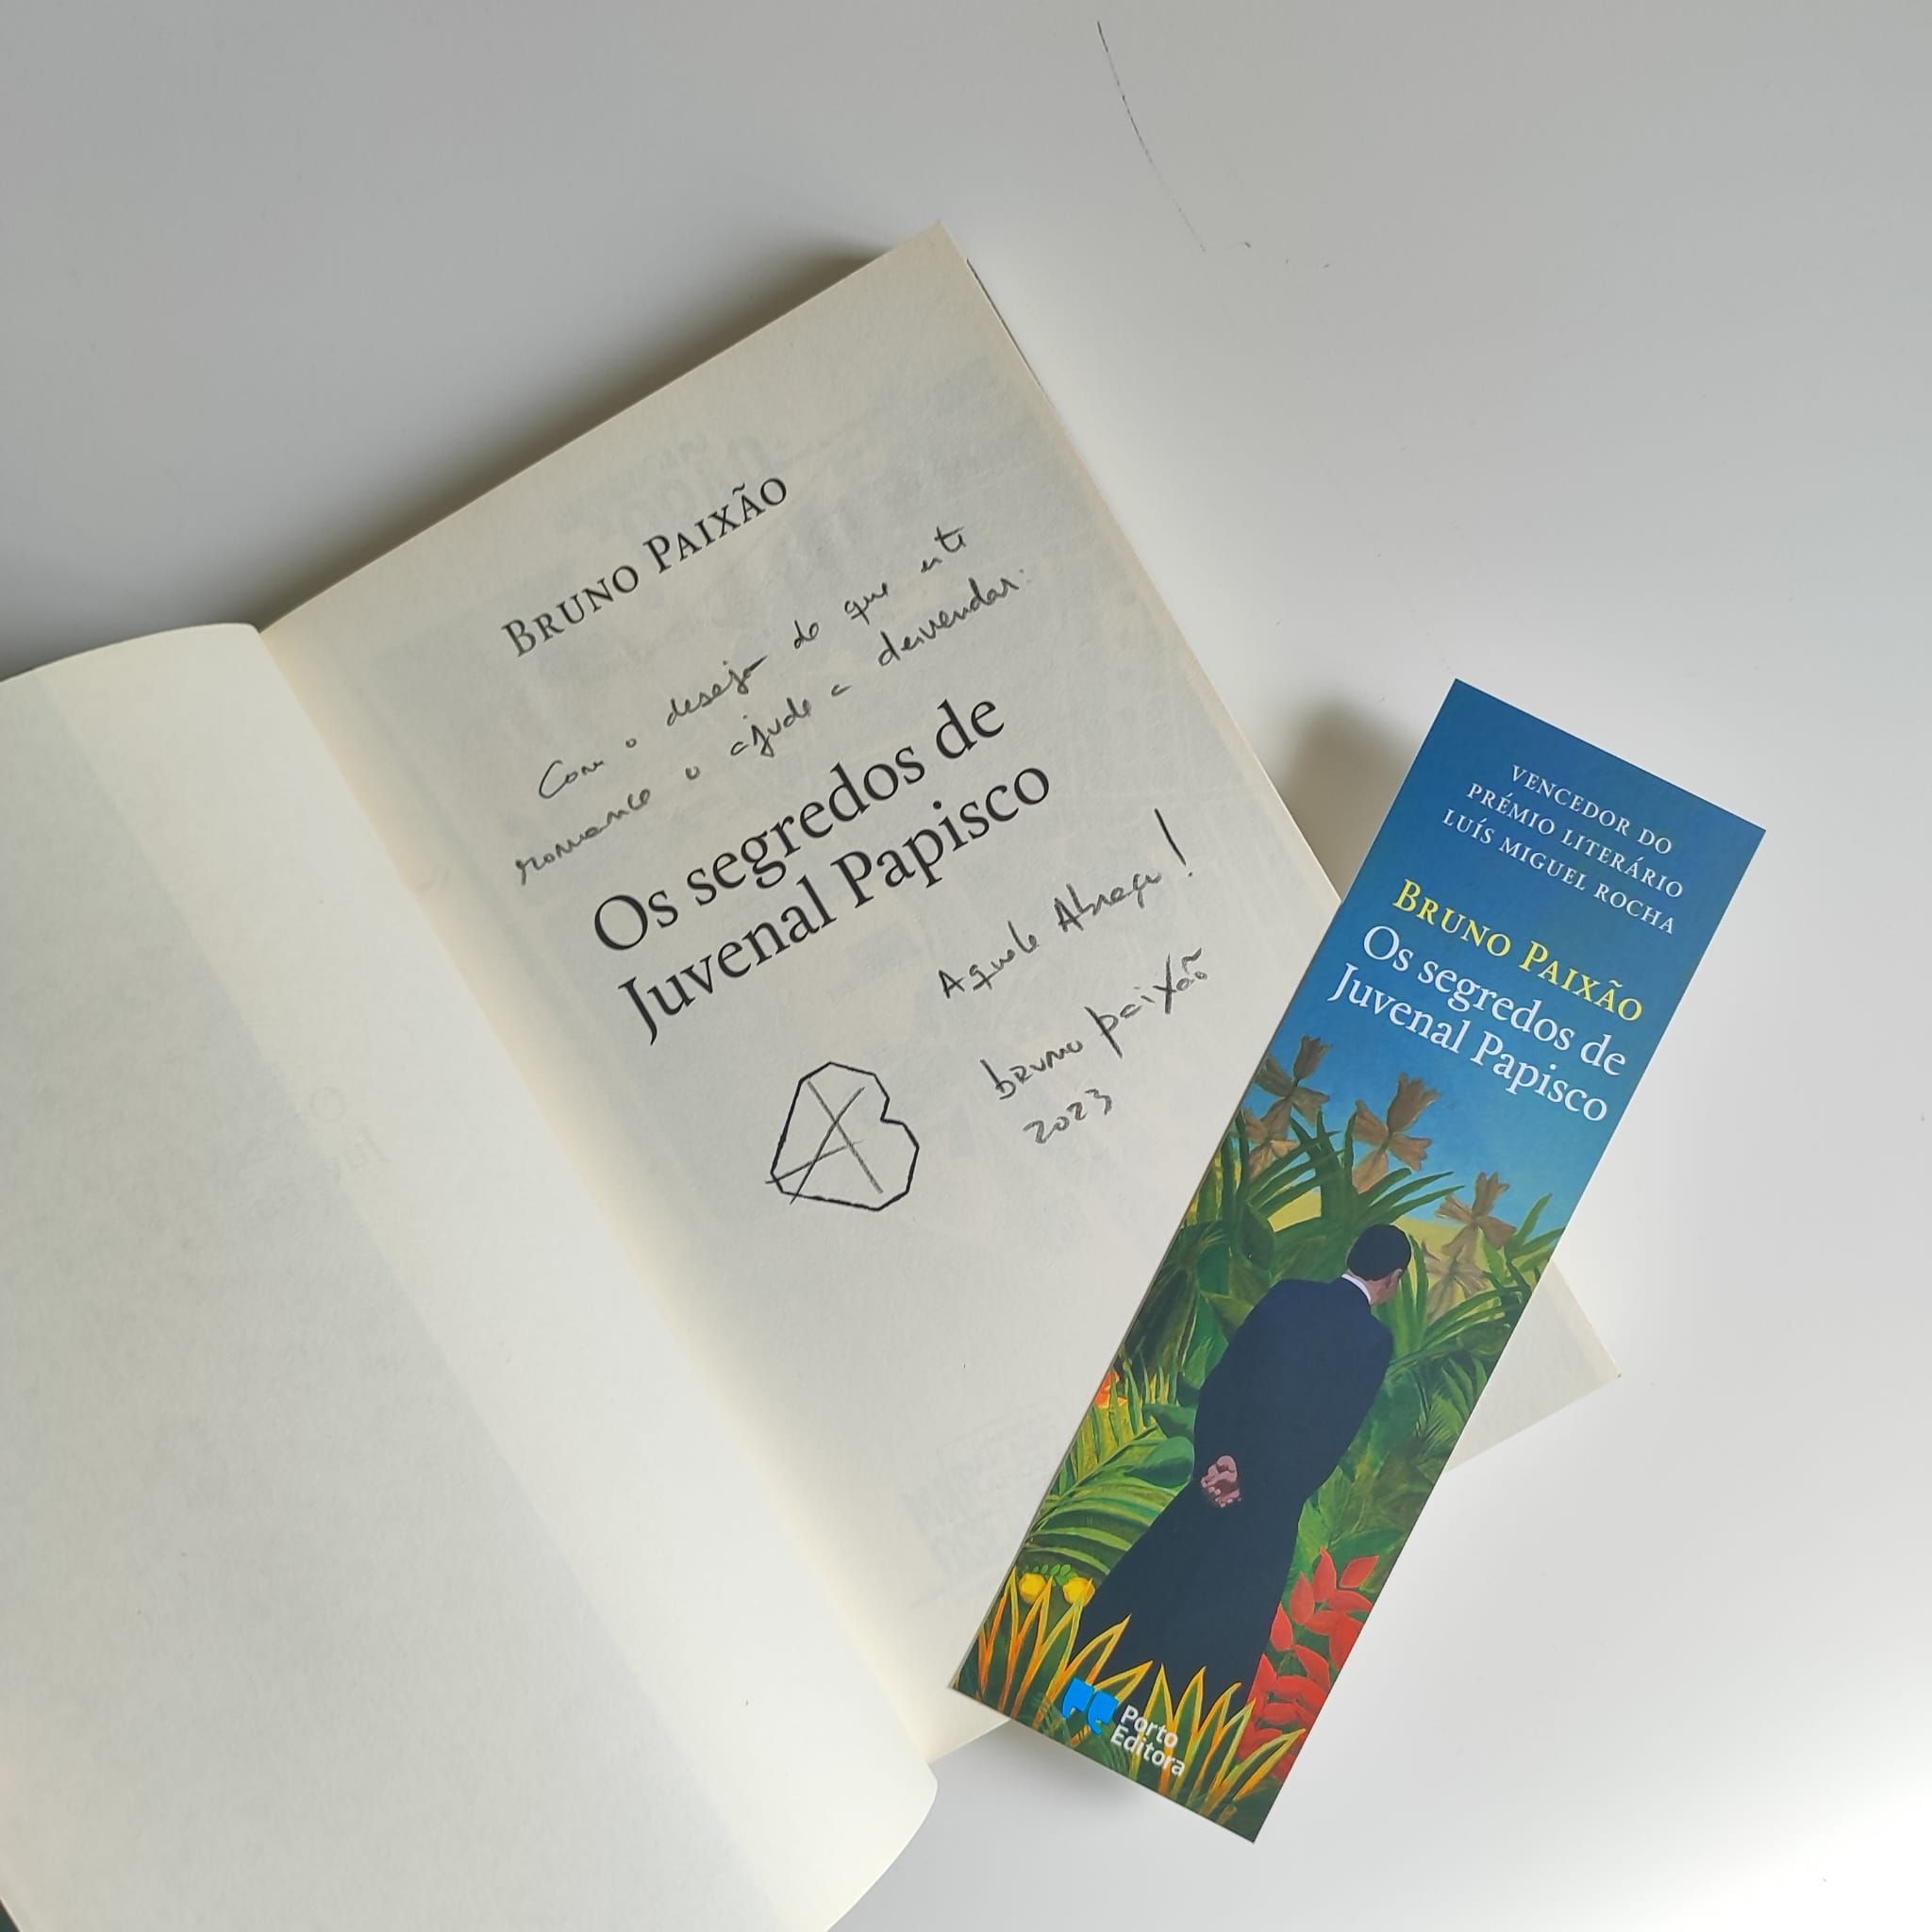 BRUNO PAIXÃO
Com o desejo do que este
romance o ajude a desvendar:
Os segredos de
Juvenal Papisco
Aquele Abraço!
bruno paixão
2023
VENCEDOR DO
PRÉMIO LITERÁRIO
LUÍS MIGUEL ROCHA
BRUNO PAIXÃO
Os segredos de
Juvenal Papisco
Porto
Editora